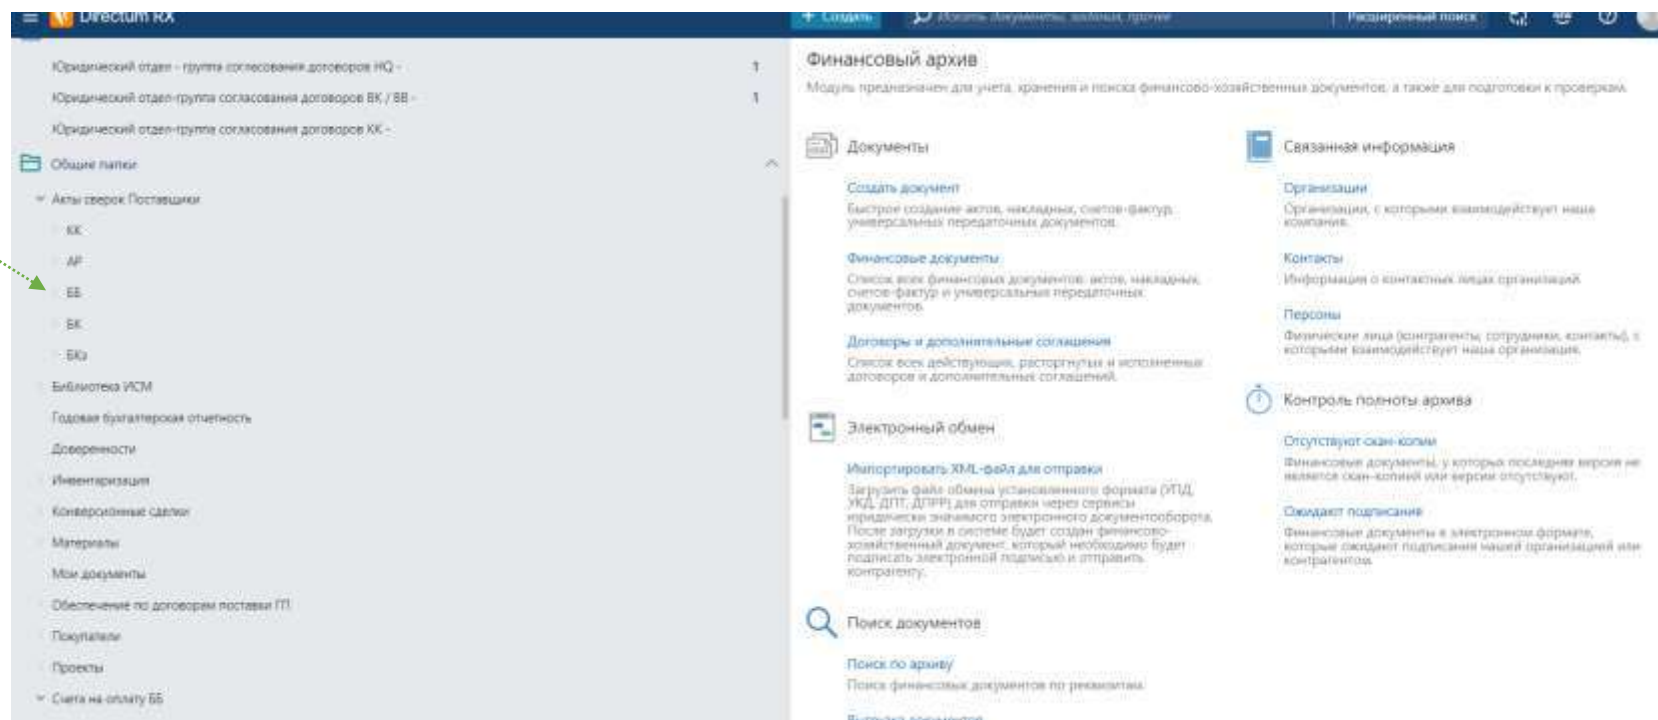 Directum RX
+ Создать
Искать документы, задания, прочее
Расширенный поиск
Юридический отдел - группа согласования договоров HQ -
1
Юридический отдел-группа согласования договоров ВК / ВВ -
1
Юридический отдел-группа согласования договоров КК -
Общие папки
Акты сверок Поставщики
КК
АР
ББ
БК
БКз
Библиотека ИСМ
Годовая бухгалтерская отчетность
Доверенности
Инвентаризация
Конверсионные сделки
Материалы
Мои документы
Обеспечение по договорам поставки ГП
Покупатели
Проекты
Счета на оплату ББ
Финансовый архив
Модуль предназначен для учета, хранения и поиска финансово-хозяйственных документов, а также для подготовки к проверкам.
Документы
Создать документ
Быстрое создание актов, накладных, счетов-фактур,
универсальных передаточных документов.
Финансовые документы
Список всех финансовых документов: актов, накладных,
счетов-фактур и универсальных передаточных
документов.
Договоры и дополнительные соглашения
Список всех действующих, расторгнутых и исполненных
договоров и дополнительных соглашений.
Электронный обмен
Импортировать XML-файл для отправки
Загрузить файл обмена установленного формата (УПД,
УКД, ДПТ, ДПРР) для отправки через сервисы
юридически значимого электронного документооборота.
После загрузки в системе будет создан финансово-
хозяйственный документ, который необходимо будет
подписать электронной подписью и отправить
контрагенту.
Поиск документов
Поиск по архиву
Поиск финансовых документов по реквизитам.
Выгрузка документов
Связанная информация
Организации
Организации, с которыми взаимодействует наша
компания.
Контакты
Информация о контактных лицах организаций.
Персоны
Физические лица (контрагенты, сотрудники, контакты), с
которыми взаимодействует наша организация.
Контроль полноты архива
Отсутствуют скан-копии
Финансовые документы, у которых последняя версия не
является скан-копией или версии отсутствуют.
Ожидают подписания
Финансовые документы в электронном формате,
которые ожидают подписания нашей организацией или
контрагентом.